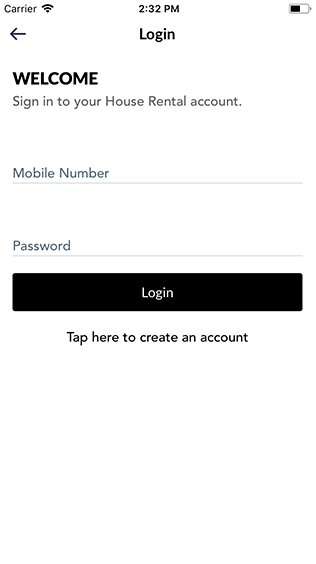 Carrier 2:32 PM
Login
WELCOME
Sign in to your House Rental account.
Mobile Number
Password
Login
Tap here to create an account